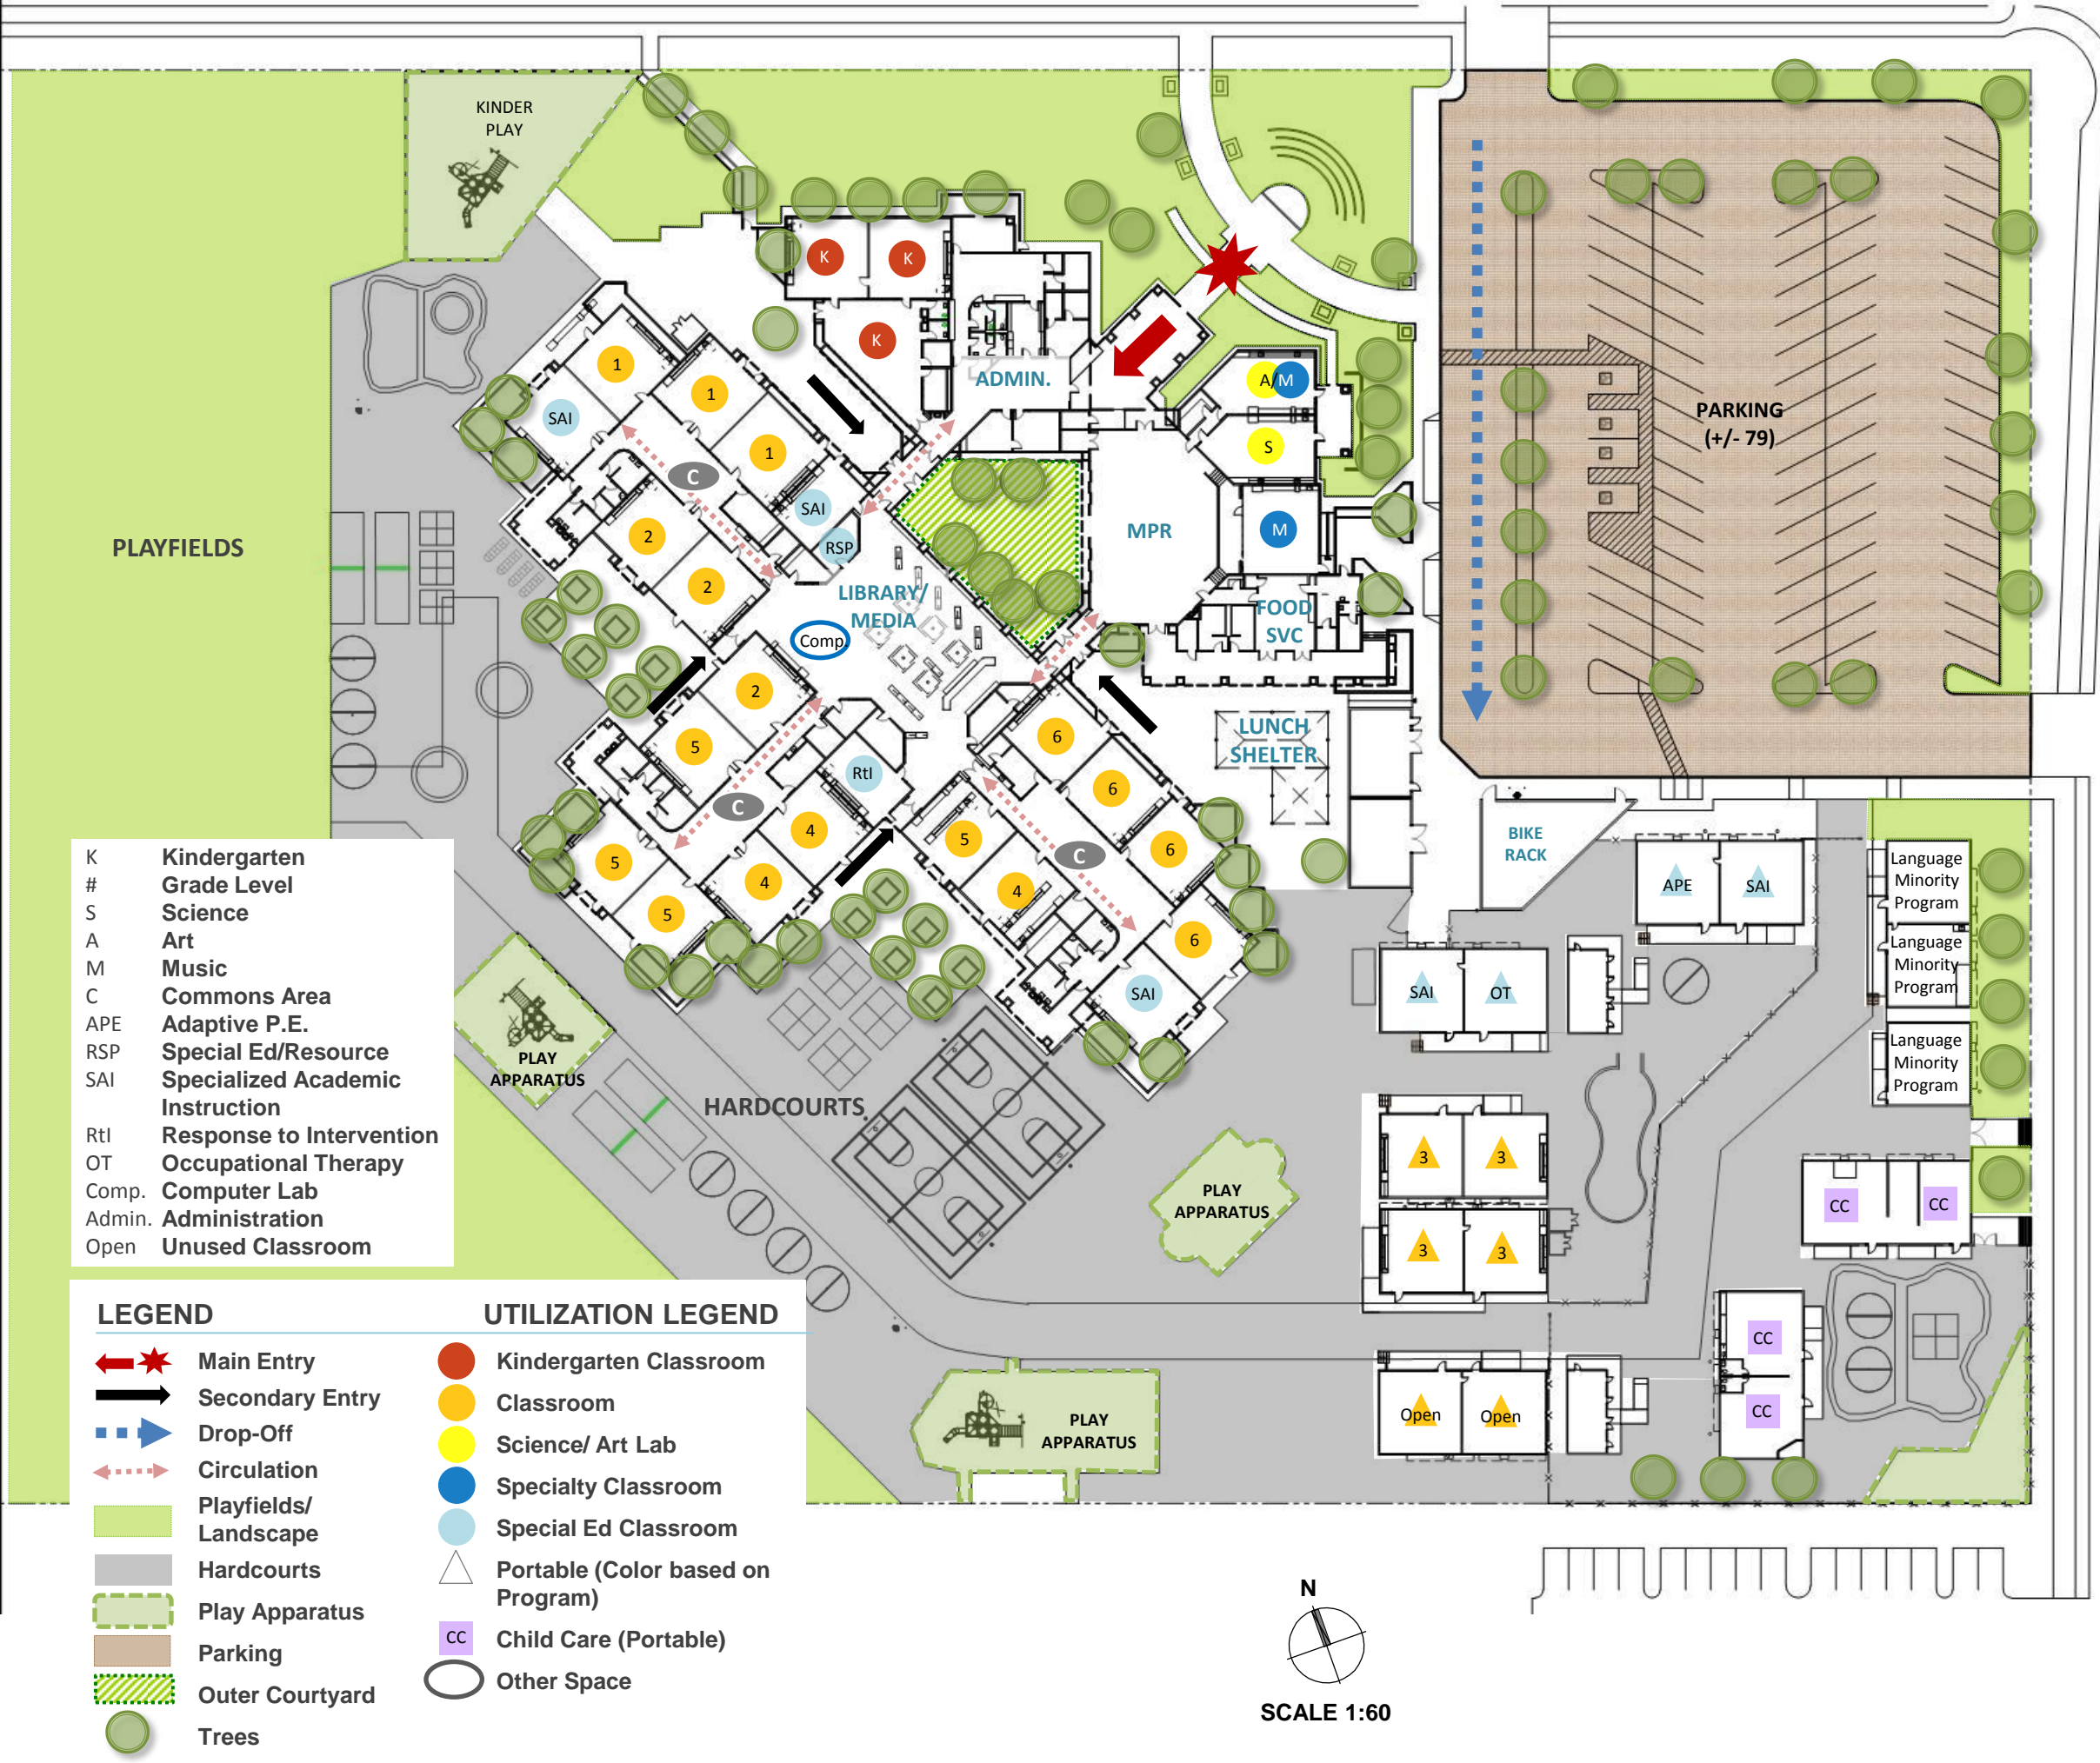 KINDER
PLAY
K
K
K
ADMIN.
A/M
S
M
MPR
FOOD
SVC
PARKING
(+/- 79)
PLAYFIELDS
1
1
1
SAI
C
SAI
RSP
2
2
LIBRARY/
MEDIA
Comp.
2
5
RtI
C
4
5
4
5
6
6
5
C
6
4
6
SAI
LUNCH
SHELTER
BIKE
RACK
APE
SAI
SAI
OT
Language
Minority
Program
Language
Minority
Program
Language
Minority
Program
3
3
3
3
CC
CC
CC
CC
Open
Open
PLAY
APPARATUS
HARDCOURTS
PLAY
APPARATUS
PLAY
APPARATUS
K Kindergarten
# Grade Level
S Science
A Art
M Music
C Commons Area
APE Adaptive P.E.
RSP Special Ed/Resource
SAI Specialized Academic
Instruction
RtI Response to Intervention
OT Occupational Therapy
Comp. Computer Lab
Admin. Administration
Open Unused Classroom
LEGEND
Main Entry
Secondary Entry
Drop-Off
Circulation
Playfields/
Landscape
Hardcourts
Play Apparatus
Parking
Outer Courtyard
Trees
UTILIZATION LEGEND
Kindergarten Classroom
Classroom
Science/ Art Lab
Specialty Classroom
Special Ed Classroom
Portable (Color based on
Program)
CC Child Care (Portable)
Other Space
N
SCALE 1:60